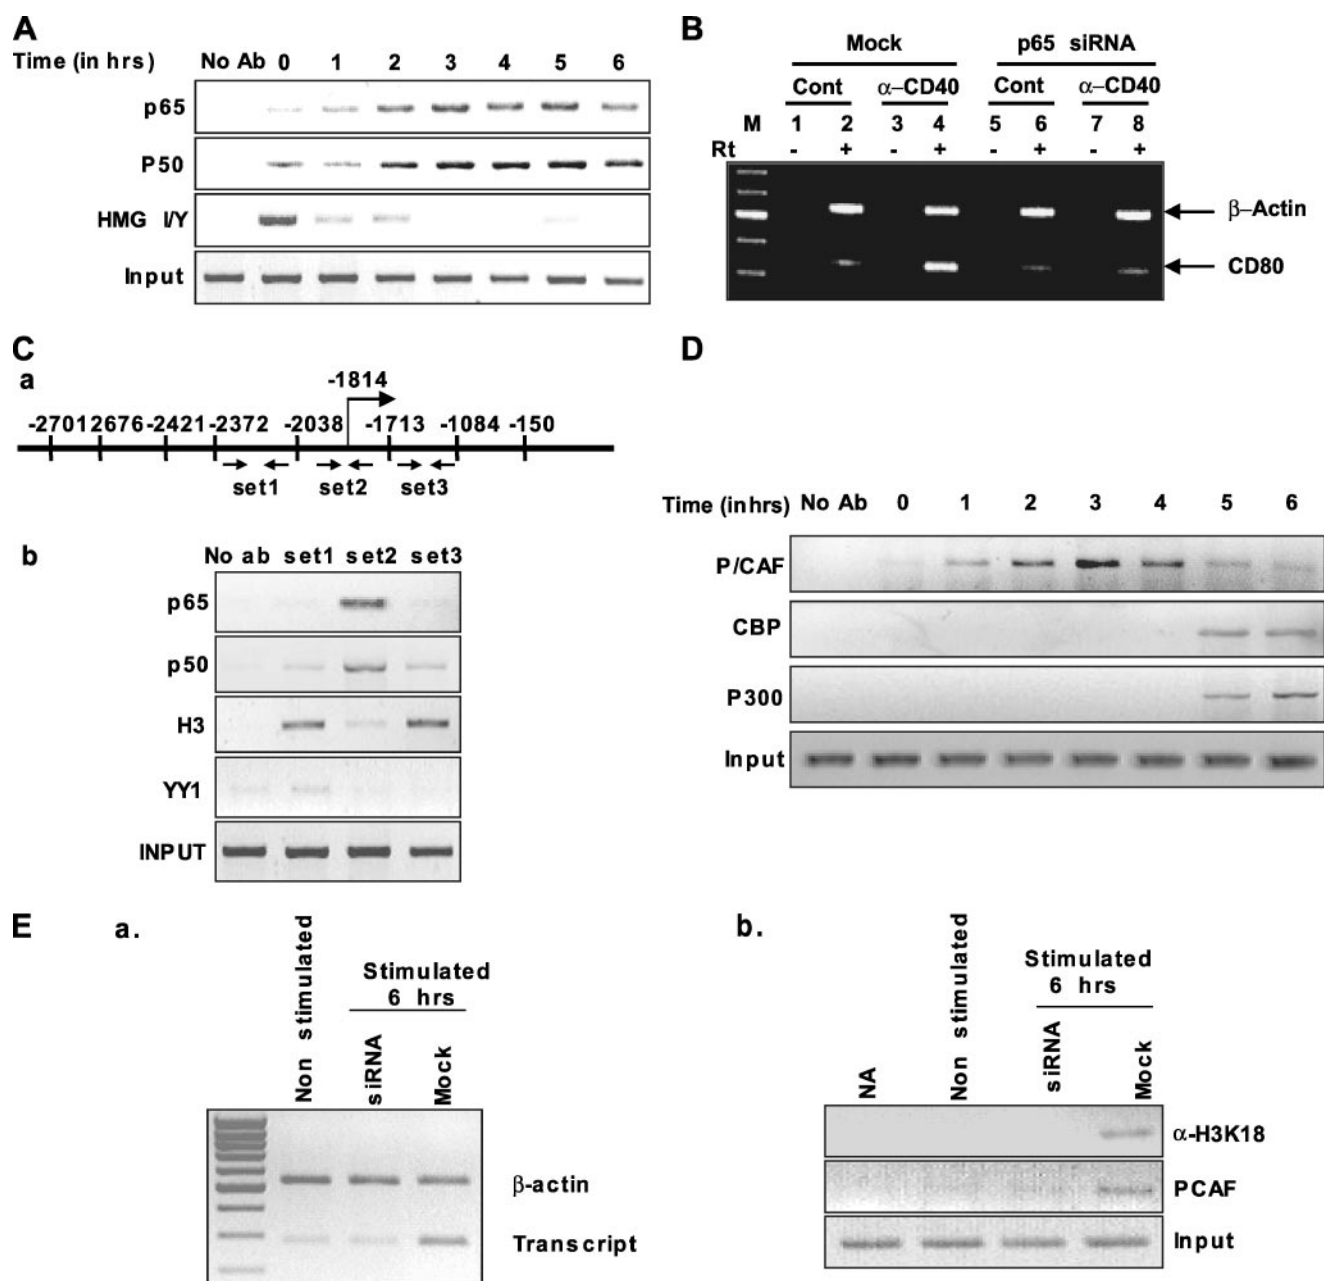 A
Time (in hrs) No Ab 0 1 2 3 4 5 6
p65
P50
HMG I/Y
Input
B
Mock p65 siRNA
Cont α–CD40 Cont α–CD40
M 1 2 3 4 5 6 7 8
Rt - + - + - + - +
β–Actin
CD80
C
a
-1814
-27012676 -2421 -2372 -2038 -1713 -1084 -150
set1 set2 set3
b
No ab set1 set2 set3
p65
p50
H3
YY1
INPUT
D
Time (in hrs) No Ab 0 1 2 3 4 5 6
P/CAF
CBP
P300
Input
E
a.
Non stimulated
Stimulated
6 hrs
siRNA
Mock
β-actin
Transcript
b.
NA
Non stimulated
Stimulated
6 hrs
siRNA
Mock
α-H3K18
PCAF
Input